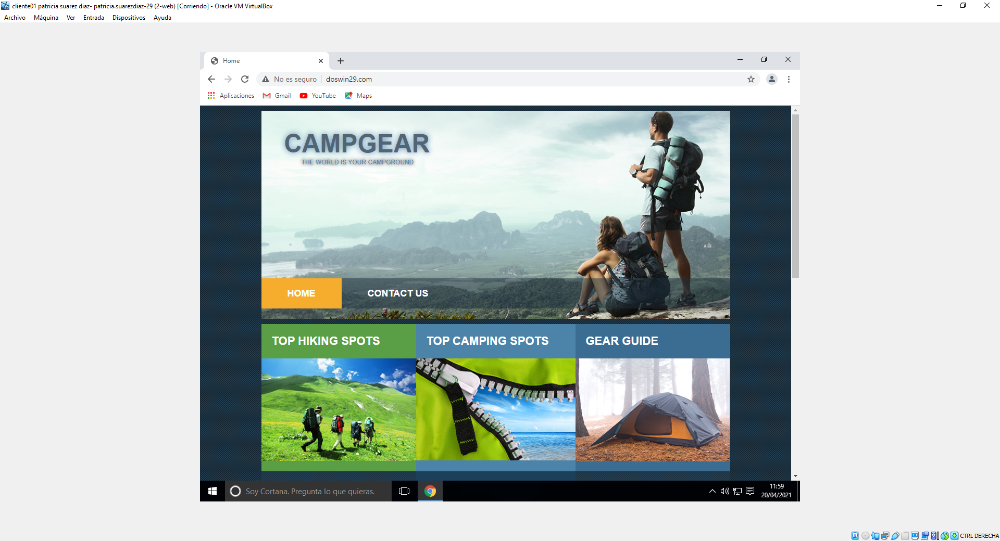 cliente01 patricia suarez diaz- patricia.suarezdiaz-29 (2-web) [Corriendo] - Oracle VM VirtualBox
Archivo Máquina Ver Entrada Dispositivos Ayuda
Home
No es seguro doswin29.com
Aplicaciones Gmail YouTube Maps
CAMPGEAR
THE WORLD IS YOUR CAMPGROUND
HOME CONTACT US
TOP HIKING SPOTS TOP CAMPING SPOTS GEAR GUIDE
Soy Cortana. Pregunta lo que quieras.
11:59
20/04/2021
CTRL DERECHA